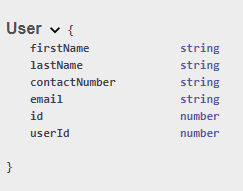 User {
firstName string
lastName string
contactNumber string
email string
id number
userId number
}